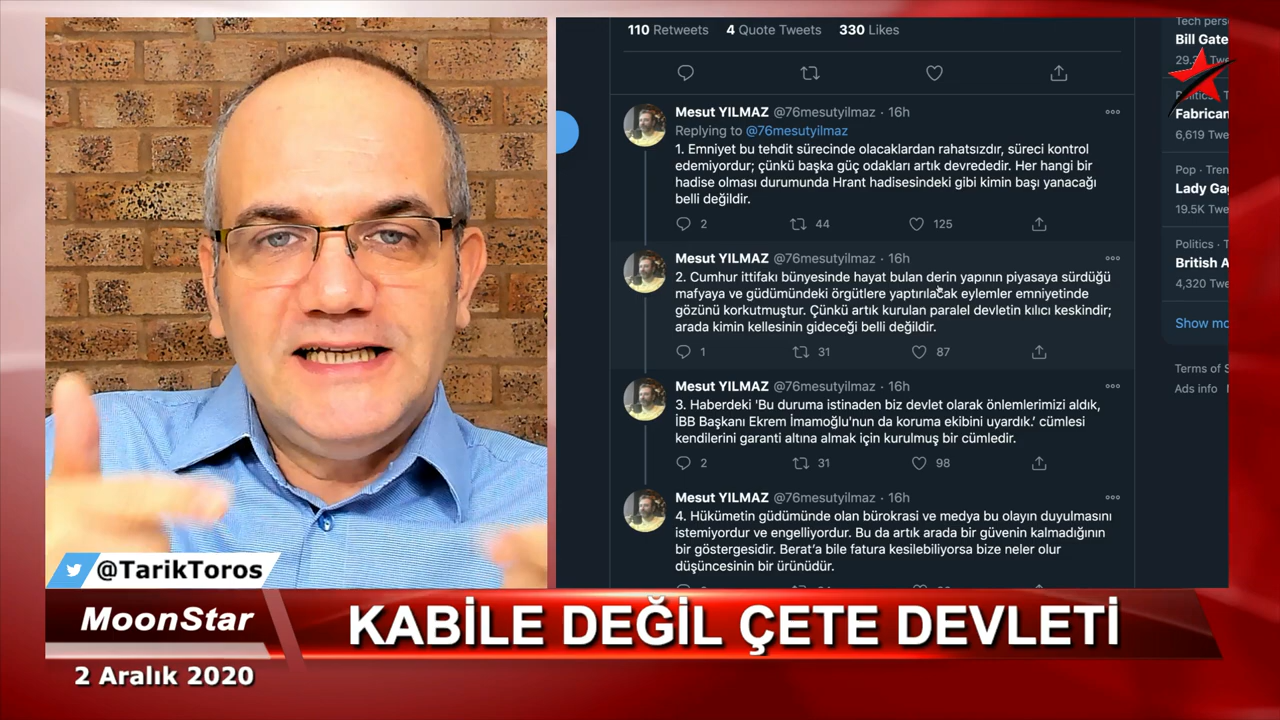 110 Retweets 4 Quote Tweets 330 Likes
Mesut YILMAZ @76mesutyilmaz · 16h
Replying to @76mesutyilmaz
1. Emniyet bu tehdit sürecinde olacaklardan rahatsızdır, süreci kontrol
edemiyordur; çünkü başka güç odakları artık devrededir. Her hangi bir
hadise olması durumunda Hrant hadisesindeki gibi kimin başı yanacağı
belli değildir.
2 44 125
Mesut YILMAZ @76mesutyilmaz · 16h
2. Cumhur ittifakı bünyesinde hayat bulan derin yapının piyasaya sürdüğü
mafyaya ve güdümündeki örgütlere yaptırılacak eylemler emniyetinde
gözünü korkutmuştur. Çünkü artık kurulan paralel devletin kılıcı keskindir;
arada kimin kellesinin gideceği belli değildir.
1 31 87
Mesut YILMAZ @76mesutyilmaz · 16h
3. Haberdeki 'Bu duruma istinaden biz devlet olarak önlemlerimizi aldık,
İBB Başkanı Ekrem İmamoğlu'nun da koruma ekibini uyardık.' cümlesi
kendilerini garanti altına almak için kurulmuş bir cümledir.
2 31 98
Mesut YILMAZ @76mesutyilmaz · 16h
4. Hükümetin güdümünde olan bürokrasi ve medya bu olayın duyulmasını
istemiyordur ve engelliyordur. Bu da artık arada bir güvenin kalmadığının
bir göstergesidir. Berat'a bile fatura kesilebiliyorsa bize neler olur
düşüncesinin bir ürünüdür.
Tech pers
Bill Gate
Politics · T
Fabrican
6,619 Twe
Pop · Tren
Lady Gag
19.5K Twe
Politics · T
British A
4,320 Twe
Show mo
Terms of S
Ads info
@TarikToros
MoonStar
KABİLE DEĞİL ÇETE DEVLETİ
2 Aralık 2020